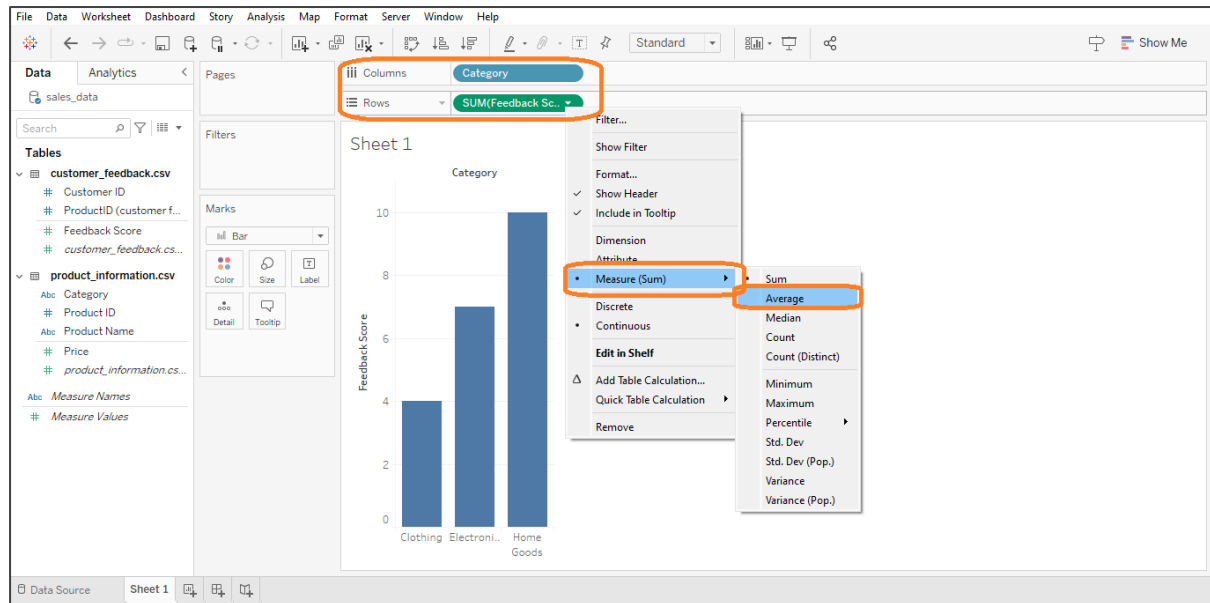 File Data Worksheet Dashboard Story Analysis Map Format Server Window Help
Standard
Show Me
Data Analytics
Pages
iii Columns Category
Rows SUM(Feedback Sc..
sales_data
Search
Filters
Tables
customer_feedback.csv
# Customer ID
# ProductID (customer f...
# Feedback Score
# customer_feedback.cs...
product_information.csv
Abc Category
# Product ID
Abc Product Name
# Price
# product_information.cs...
Abc Measure Names
# Measure Values
Marks
Bar
Color Size Label
Detail Tooltip
Sheet 1
Category
Feedback Score
10
8
6
4
2
0
Clothing Electroni.. Home Goods
Filter...
Show Filter
Format...
Show Header
Include in Tooltip
Dimension
Attribute
Measure (Sum)
Discrete
Continuous
Edit in Shelf
Add Table Calculation...
Quick Table Calculation
Remove
Sum
Average
Median
Count
Count (Distinct)
Minimum
Maximum
Percentile
Std. Dev
Std. Dev (Pop.)
Variance
Variance (Pop.)
Data Source Sheet 1